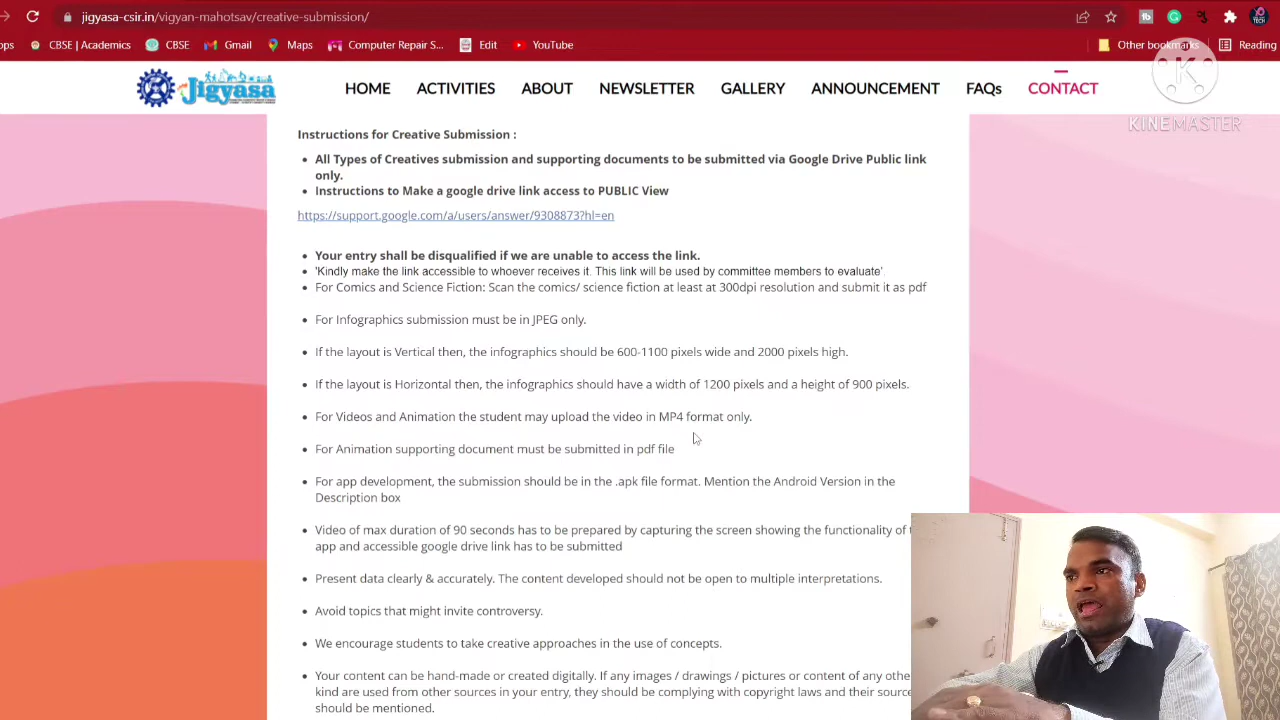 jigyasa-csir.in/vigyan-mahotsav/creative-submission/
ops CBSE | Academics CBSE Gmail Maps Computer Repair S... Edit YouTube Other bookmarks Reading
Jigyasa HOME ACTIVITIES ABOUT NEWSLETTER GALLERY ANNOUNCEMENT FAQs CONTACT
K
KINEMASTER
Instructions for Creative Submission :
All Types of Creatives submission and supporting documents to be submitted via Google Drive Public link
only.
Instructions to Make a google drive link access to PUBLIC View
https://support.google.com/a/users/answer/9308873?hl=en
Your entry shall be disqualified if we are unable to access the link.
'Kindly make the link accessible to whoever receives it. This link will be used by committee members to evaluate'
For Comics and Science Fiction: Scan the comics/ science fiction at least at 300dpi resolution and submit it as pdf
For Infographics submission must be in JPEG only.
If the layout is Vertical then, the infographics should be 600-1100 pixels wide and 2000 pixels high.
If the layout is Horizontal then, the infographics should have a width of 1200 pixels and a height of 900 pixels.
For Videos and Animation the student may upload the video in MP4 format only.
For Animation supporting document must be submitted in pdf file
For app development, the submission should be in the .apk file format. Mention the Android Version in the
Description box
Video of max duration of 90 seconds has to be prepared by capturing the screen showing the functionality of
app and accessible google drive link has to be submitted
Present data clearly & accurately. The content developed should not be open to multiple interpretations.
Avoid topics that might invite controversy.
We encourage students to take creative approaches in the use of concepts.
Your content can be hand-made or created digitally. If any images / drawings / pictures or content of any othe
kind are used from other sources in your entry, they should be complying with copyright laws and their sourc
should be mentioned.